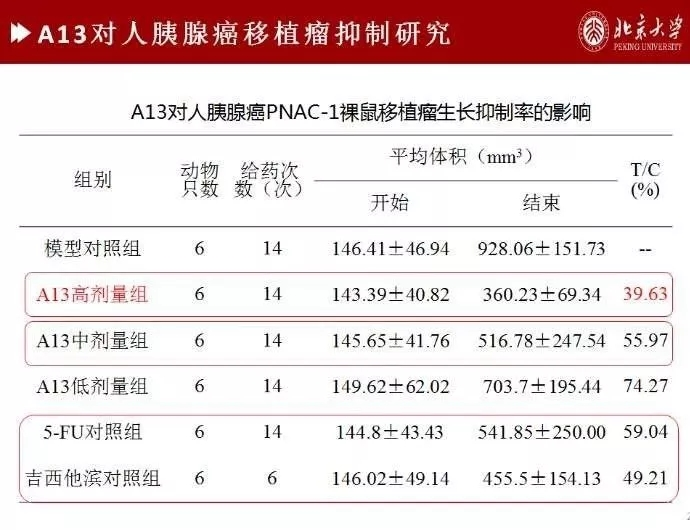 A13对人胰腺癌移植瘤抑制研究
北京大学
PEKING UNIVERSITY
A13对人胰腺癌PNAC-1裸鼠移植瘤生长抑制率的影响
组别 动物只数 给药次数（次） 平均体积（mm³） T/C (%)
开始 结束
模型对照组 6 14 146.41±46.94 928.06±151.73 --
A13高剂量组 6 14 143.39±40.82 360.23±69.34 39.63
A13中剂量组 6 14 145.65±41.76 516.78±247.54 55.97
A13低剂量组 6 14 149.62±62.02 703.7±195.44 74.27
5-FU对照组 6 14 144.8±43.43 541.85±250.00 59.04
吉西他滨对照组 6 6 146.02±49.14 455.5±154.13 49.21